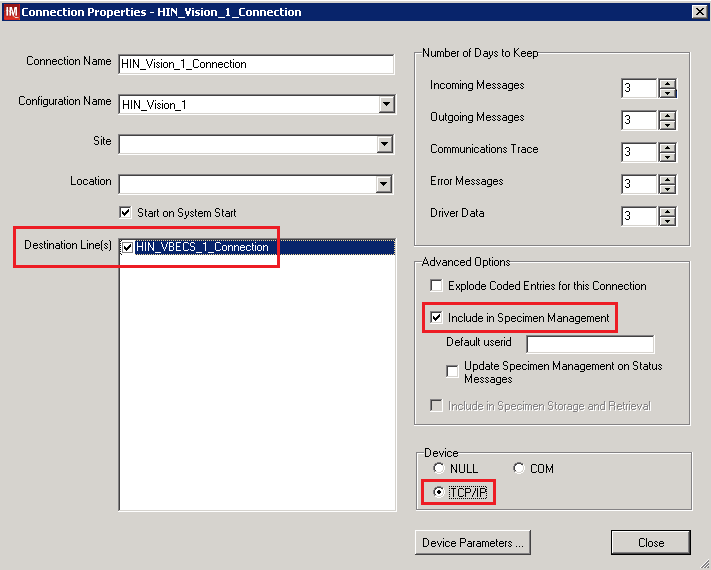 IM Connection Properties - HIN_Vision_1_Connection
Connection Name HIN_Vision_1_Connection
Configuration Name HIN_Vision_1
Site
Location
Start on System Start
Destination Line(s) HIN_VBECS_1_Connection
Number of Days to Keep
Incoming Messages 3
Outgoing Messages 3
Communications Trace 3
Error Messages 3
Driver Data 3
Advanced Options
Explode Coded Entries for this Connection
Include in Specimen Management
Default userid
Update Specimen Management on Status
Messages
Include in Specimen Storage and Retrieval
Device
NULL COM
TCP/IP
Device Parameters ... Close